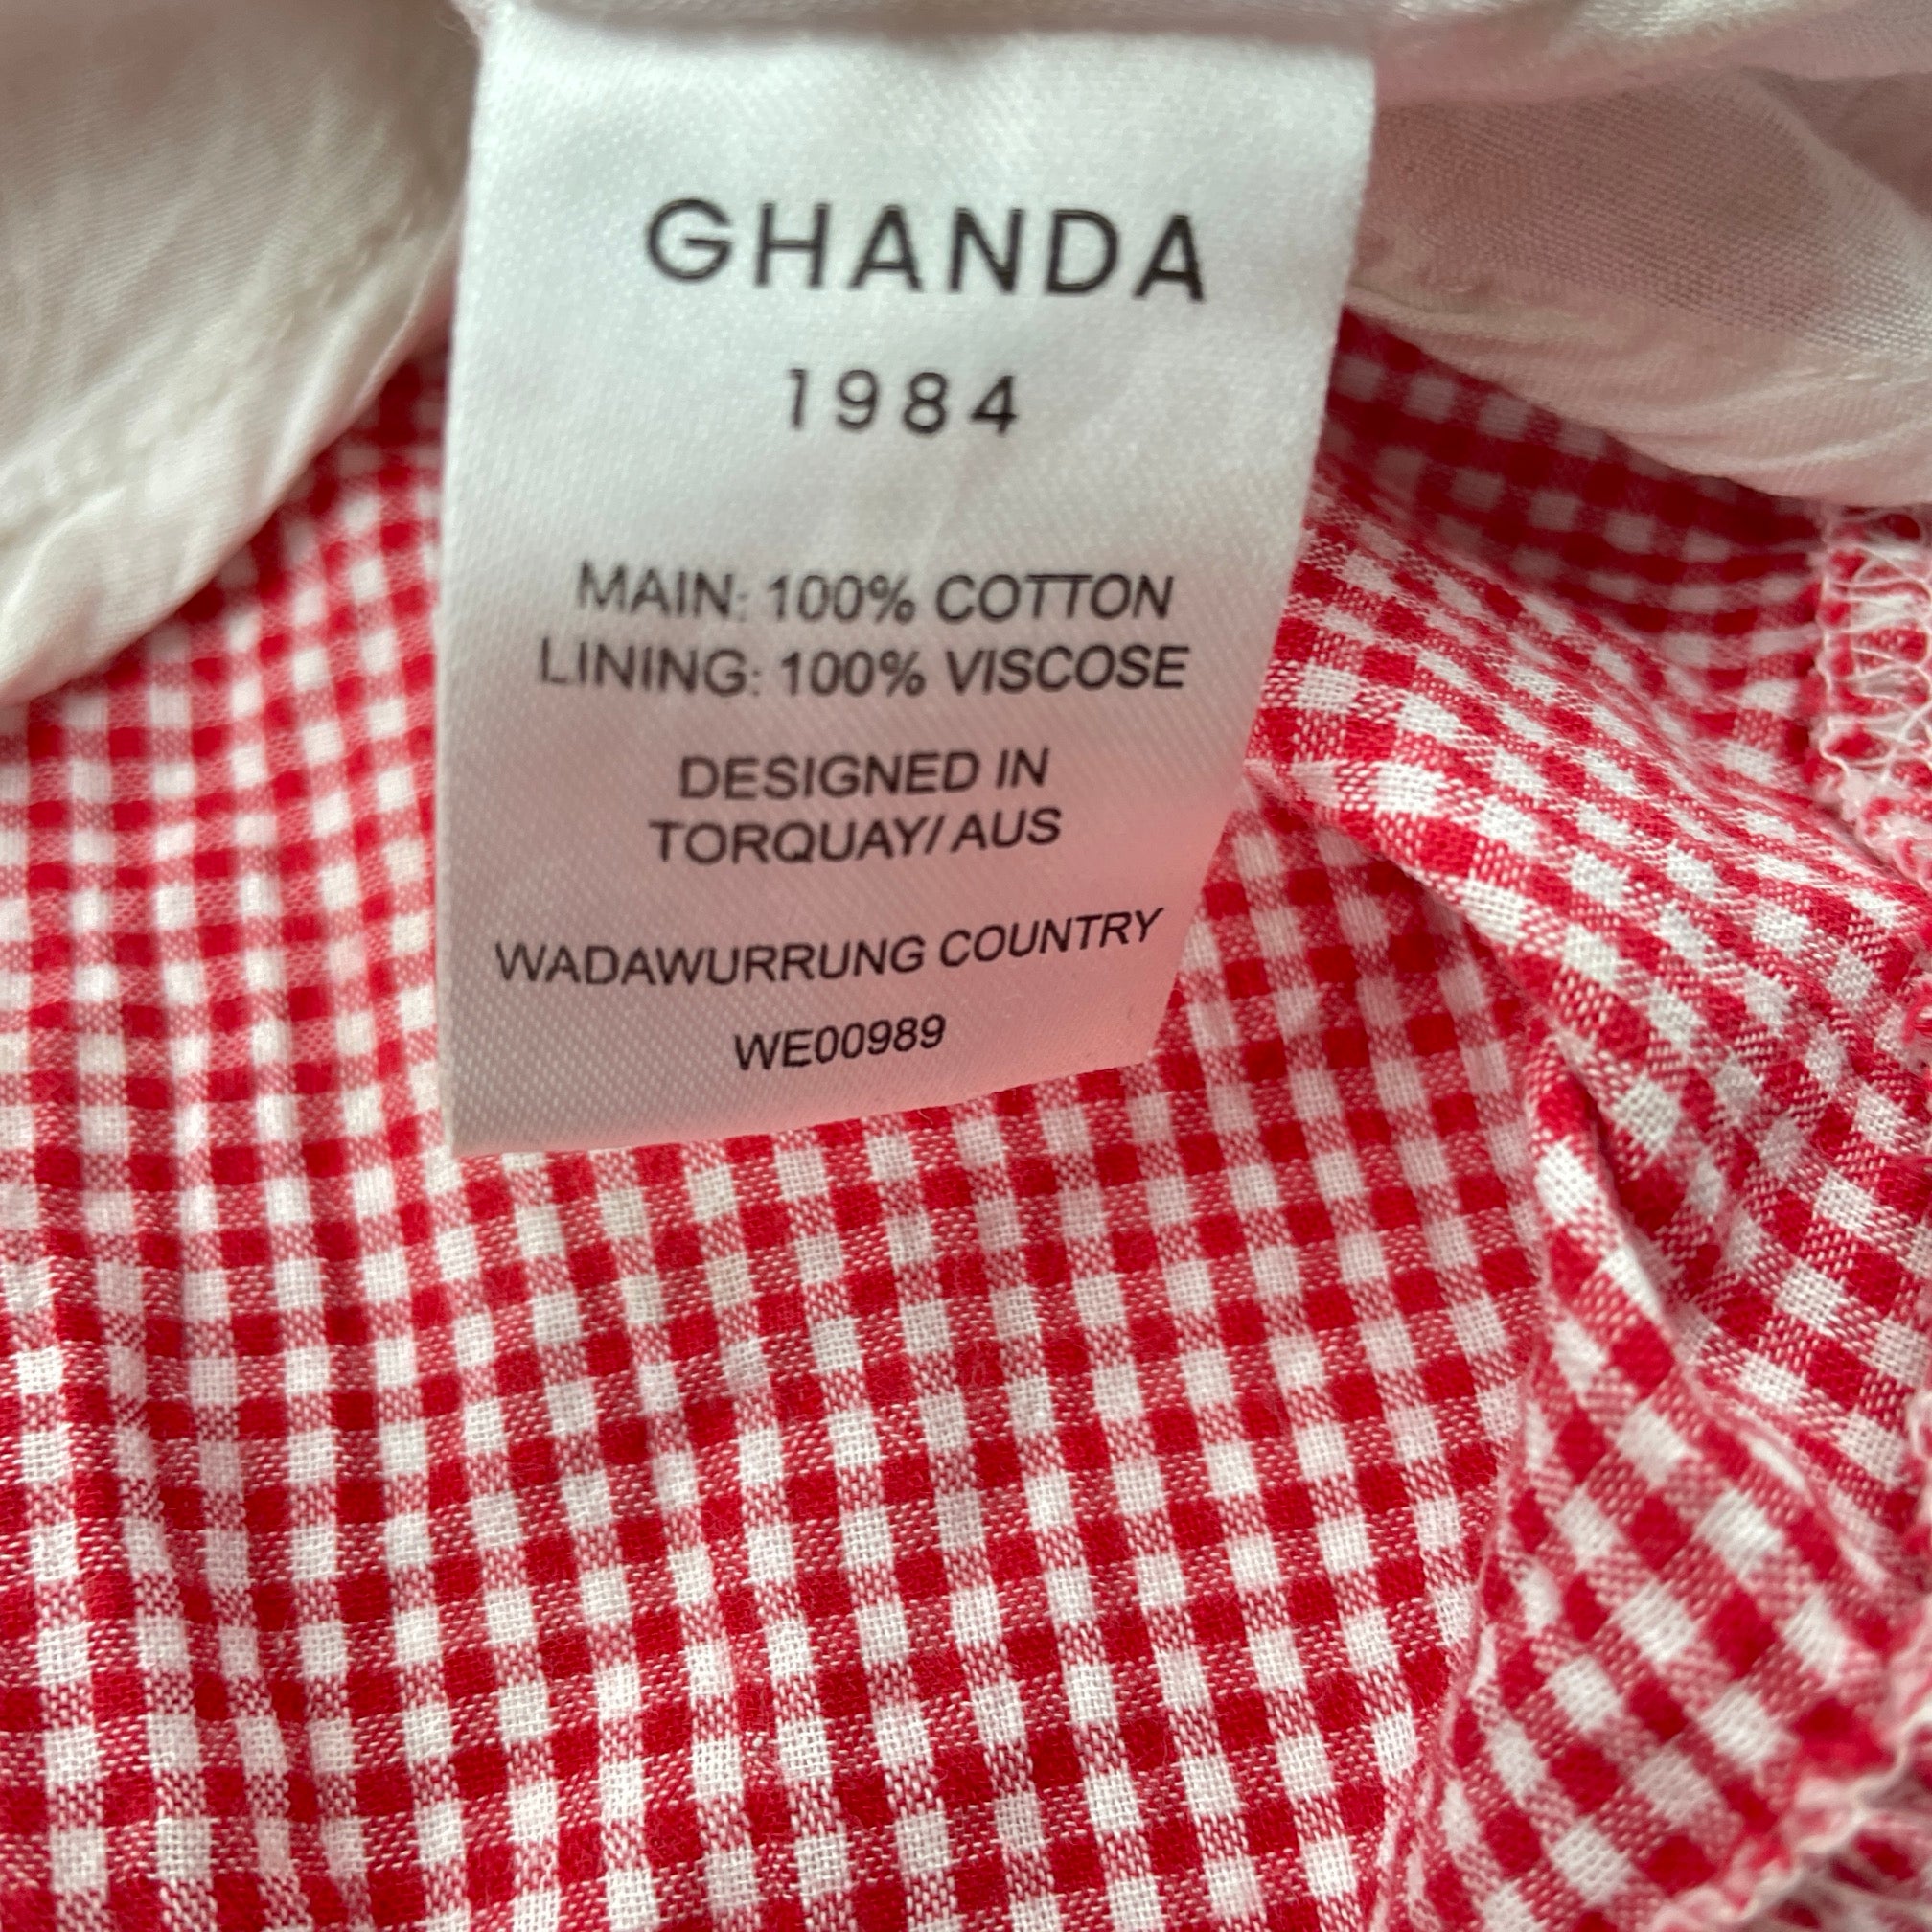 GHANDA
1984
MAIN: 100% COTTON
LINING: 100% VISCOSE
DESIGNED IN
TORQUAY/ AUS
WADAWURRUNG COUNTRY
WE00989